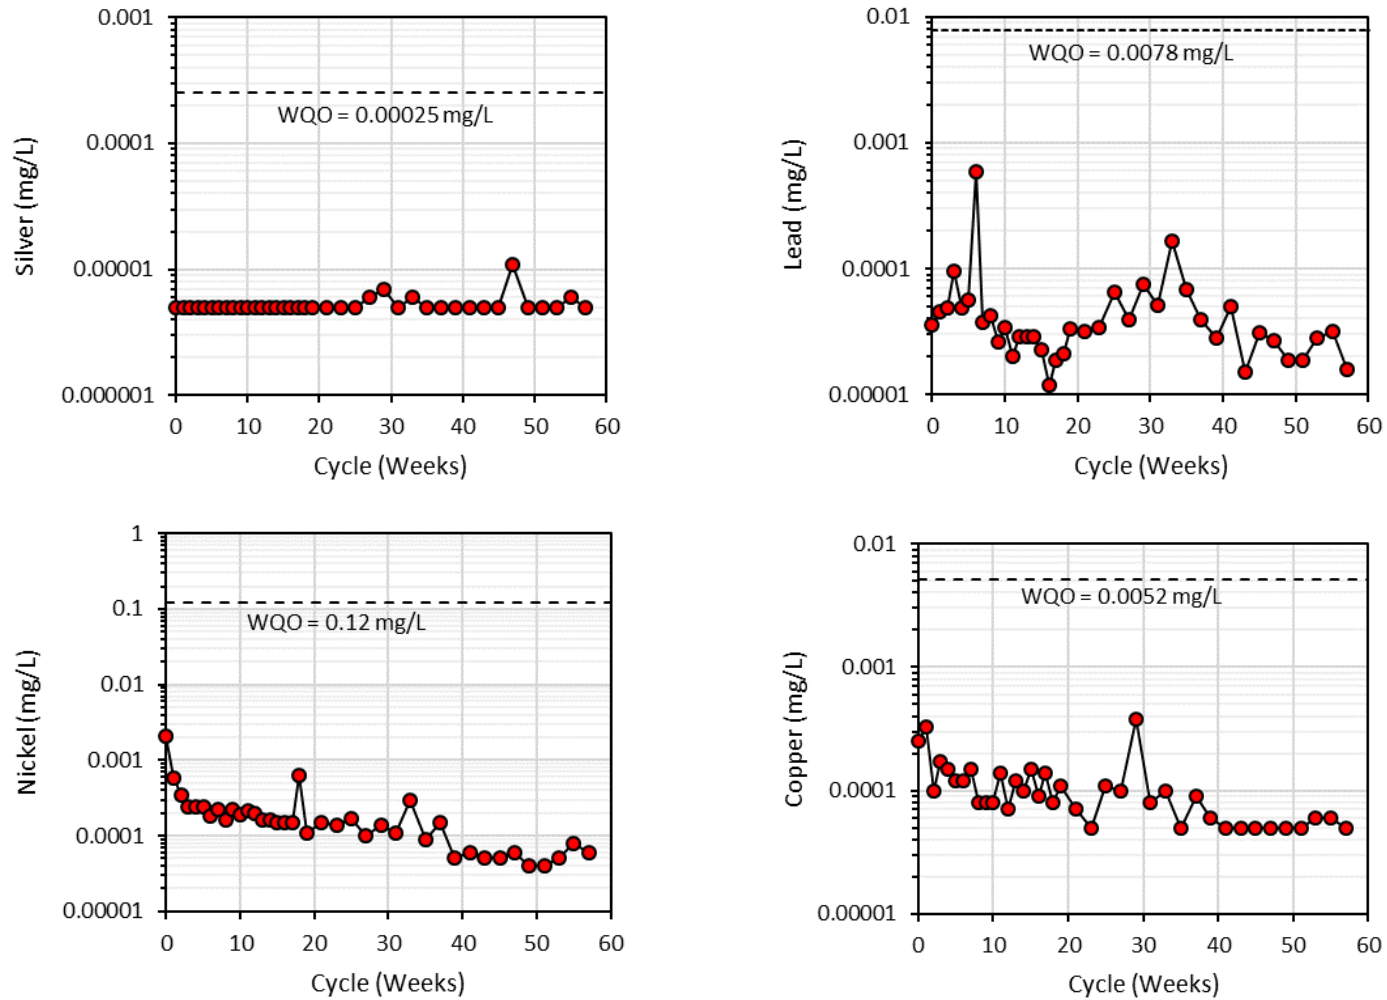 0.001
0.0001
0.00001
0.000001
Silver (mg/L)
WQO = 0.00025 mg/L
0 10 20 30 40 50 60
Cycle (Weeks)
0.01
0.001
0.0001
0.00001
Lead (mg/L)
WQO = 0.0078 mg/L
0 10 20 30 40 50 60
Cycle (Weeks)
1
0.1
0.01
0.001
0.0001
0.00001
Nickel (mg/L)
WQO = 0.12 mg/L
0 10 20 30 40 50 60
Cycle (Weeks)
0.01
0.001
0.0001
0.00001
Copper (mg/L)
WQO = 0.0052 mg/L
0 10 20 30 40 50 60
Cycle (Weeks)